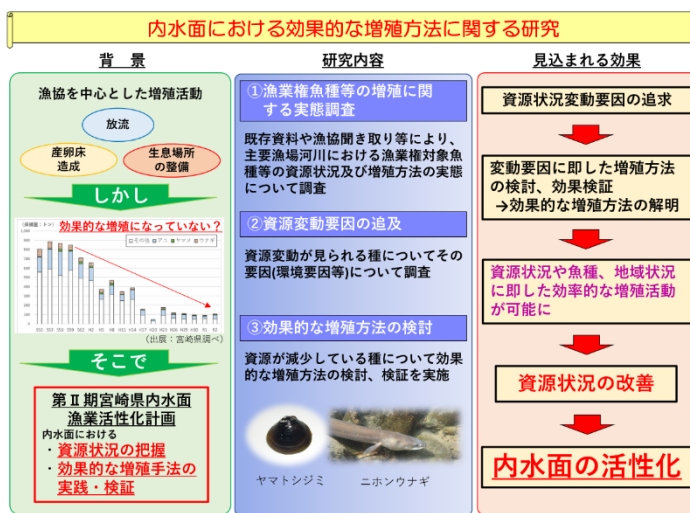 内水面における効果的な増殖方法に関する研究
背 景
漁協を中心とした増殖活動
放流
産卵床
造成
生息場所
の整備
しかし
効果的な増殖になっていない?
□その他 □アユ ■ヤマメ ■ウナギ
(出展:宮崎県調べ)
そこで
第Ⅱ期宮崎県内水面
漁業活性化計画
内水面における
・資源状況の把握
・効果的な増殖手法の
実践・検証
研究内容
①漁業権魚種等の増殖に関
する実態調査
既存資料や漁協聞き取り等により、
主要漁場河川における漁業権対象魚
種等の資源状況及び増殖方法の実態
について調査
②資源変動要因の追及
資源変動が見られる種についてその
要因(環境要因等)について調査
③効果的な増殖方法の検討
資源が減少している種について効果
的な増殖方法の検討、検証を実施
ヤマトシジミ
ニホンウナギ
見込まれる効果
資源状況変動要因の追求
変動要因に即した増殖方法
の検討、効果検証
→効果的な増殖方法の解明
資源状況や魚種、地域状況
に即した効率的な増殖活動
が可能に
資源状況の改善
内水面の活性化